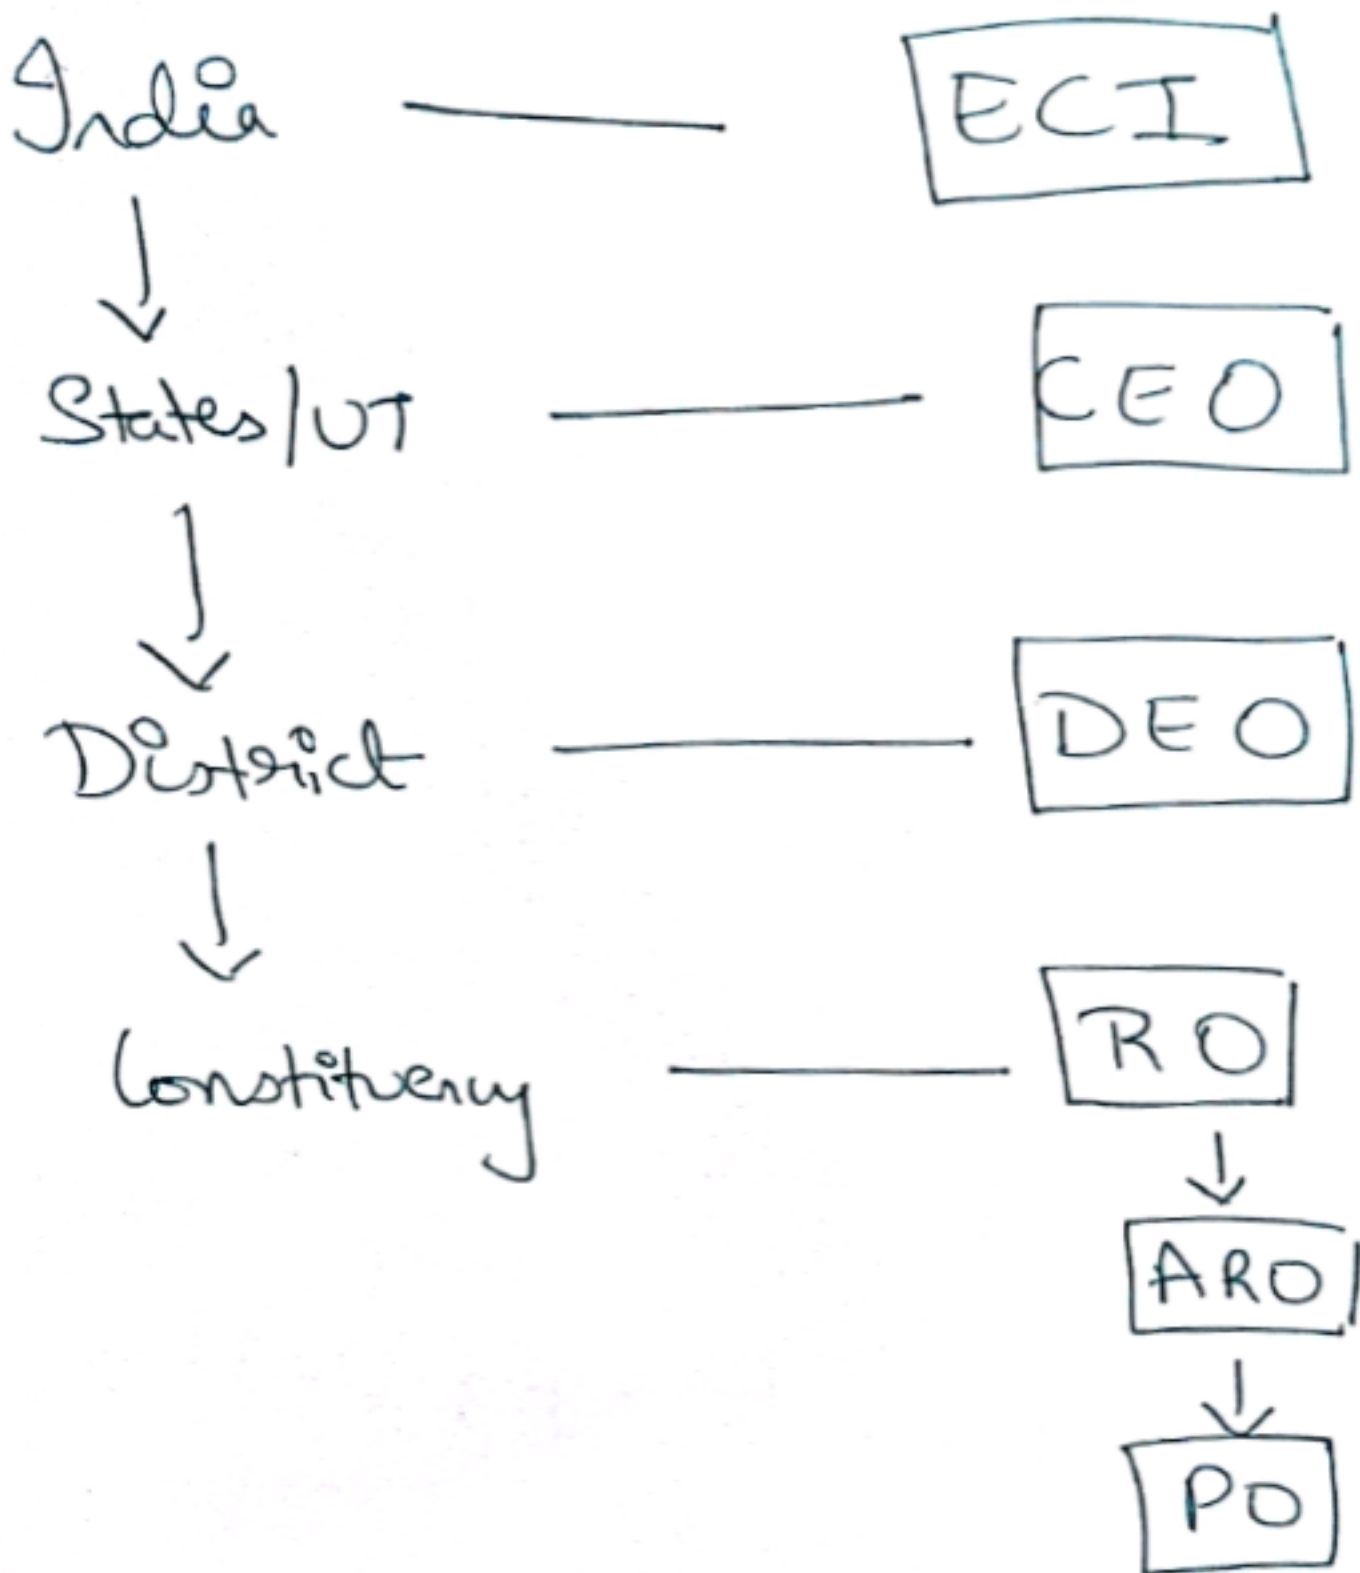 India ECI
States/UT CEO
District DEO
Constituency RO
ARO
PO